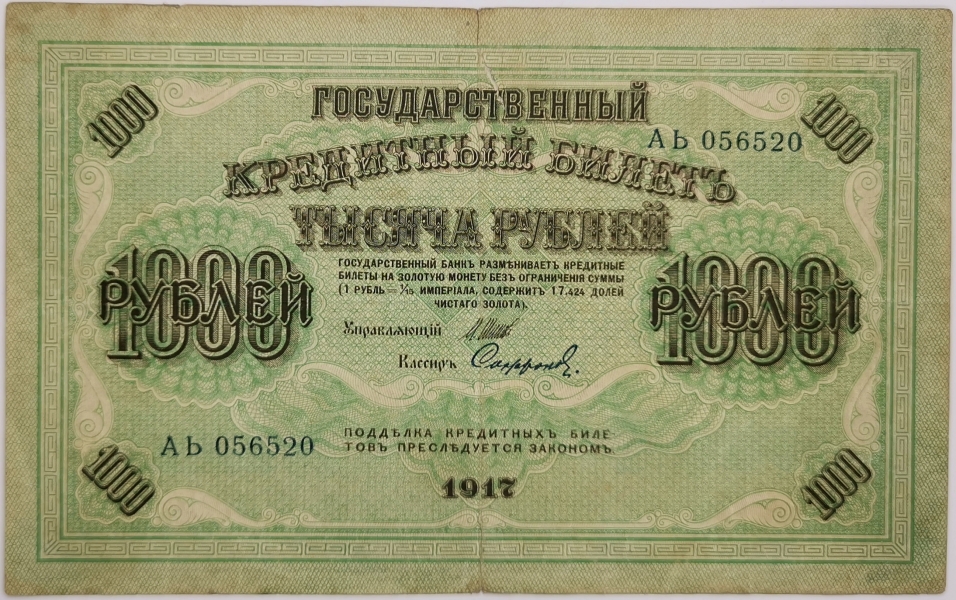 1000
ГОСУДАРСТВЕННЫЙ
1000
АЬ 056520
КРЕДИТНЫЙ БИЛЕТЪ
ТЫСЯЧА РУБЛЕЙ
ГОСУДАРСТВЕННЫЙ БАНКЪ РАЗМѢНИВАЕТЪ КРЕДИТНЫЕ
БИЛЕТЫ НА ЗОЛОТУЮ МОНЕТУ БЕЗЪ ОГРАНИЧЕНІЯ СУММЫ
(1 РУБЛЬ = 1/15 ИМПЕРІАЛА, СОДЕРЖИТЪ 17.424 ДОЛЕЙ
ЧИСТАГО ЗОЛОТА).
1000
РУБЛЕЙ
1000
РУБЛЕЙ
Управляющій
Кассиръ
АЬ 056520
ПОДДѢЛКА КРЕДИТНЫХЪ БИЛЕ
ТОВЪ ПРЕСЛѢДУЕТСЯ ЗАКОНОМЪ
1000
1917
1000